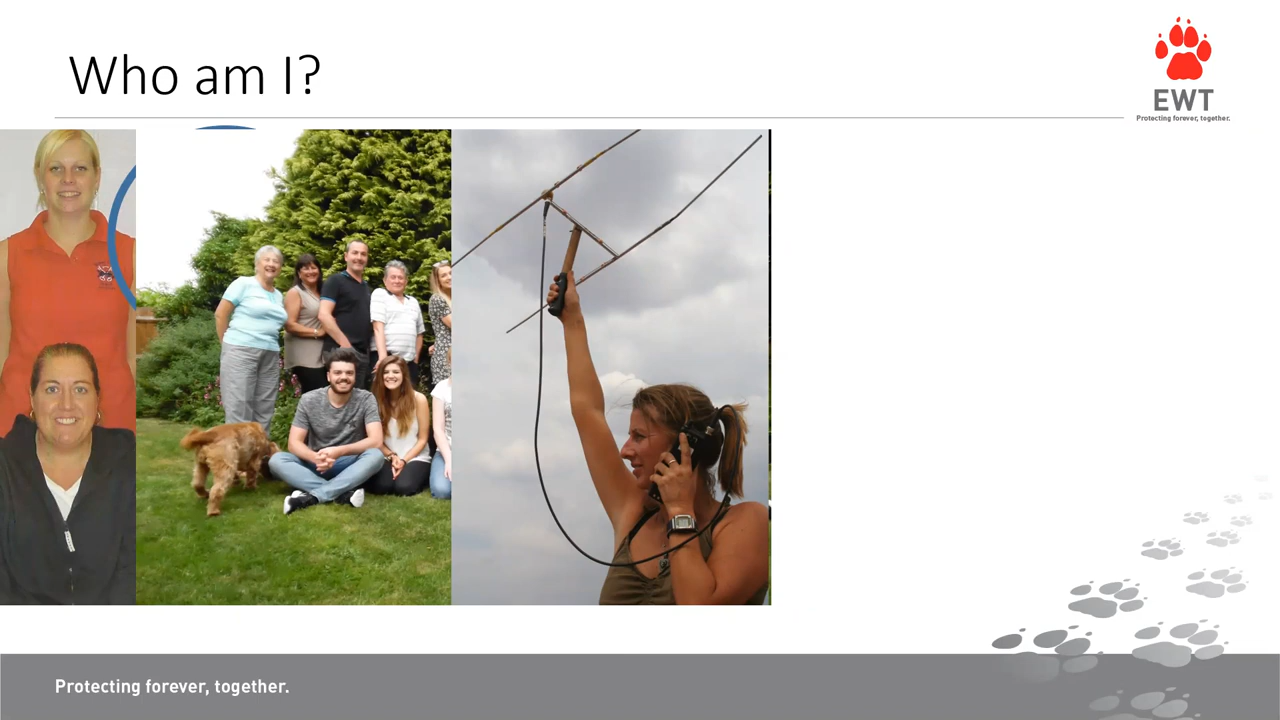 Who am I?
EWT
Protecting forever, together.
Protecting forever, together.